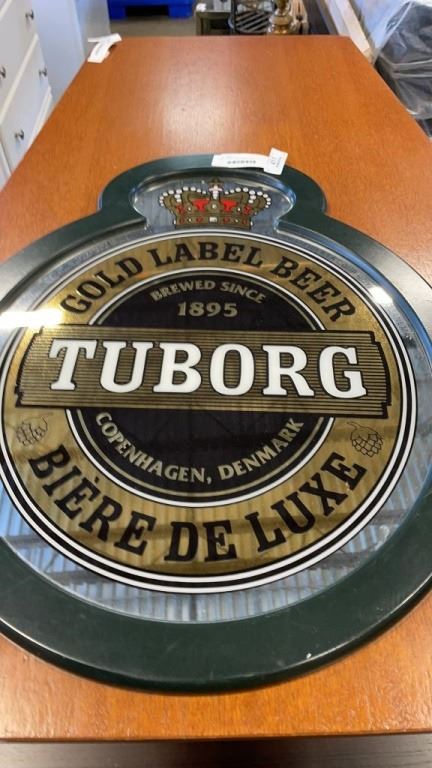 GOLD LABEL BEER
BREWED SINCE
1895
TUBORG
COPENHAGEN, DENMARK
BIÈRE DE LUXE